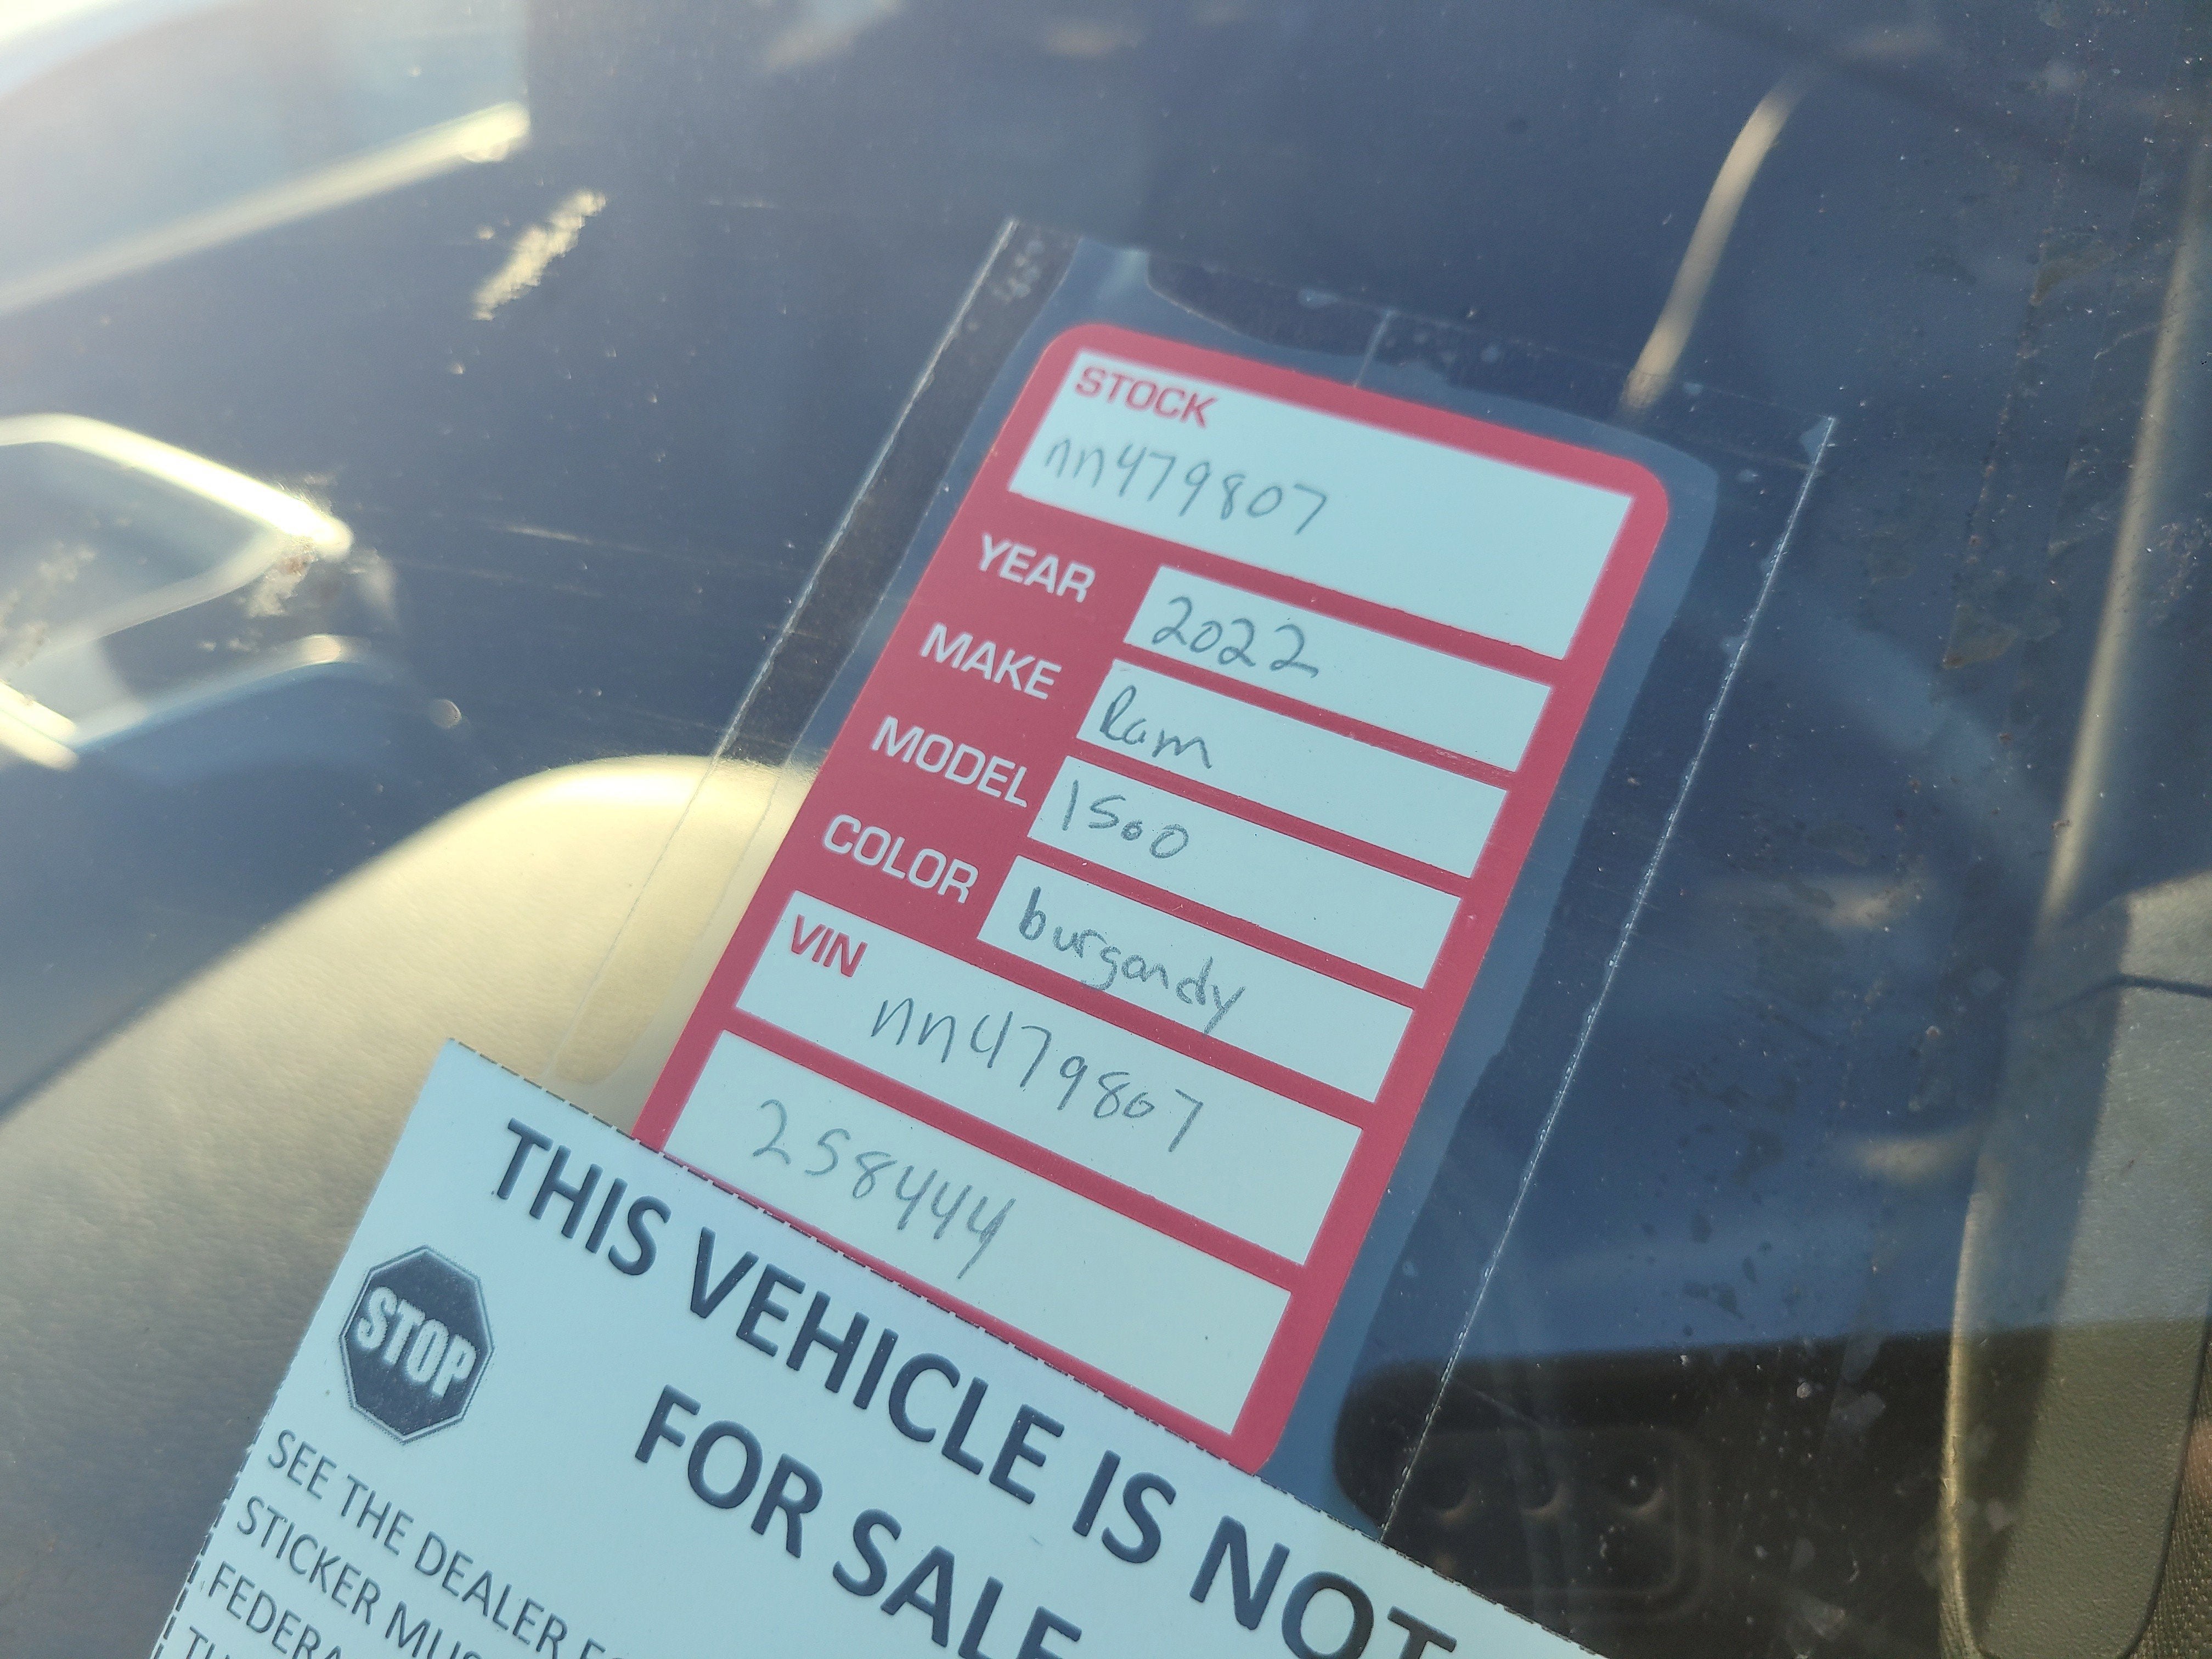 STOCK
nn479807
YEAR 2022
MAKE Ram
MODEL 1500
COLOR burgandy
VIN
nn479807
258444
THIS VEHICLE IS NOT
FOR SALE
STOP
SEE THE DEALER
STICKER
FEDERA